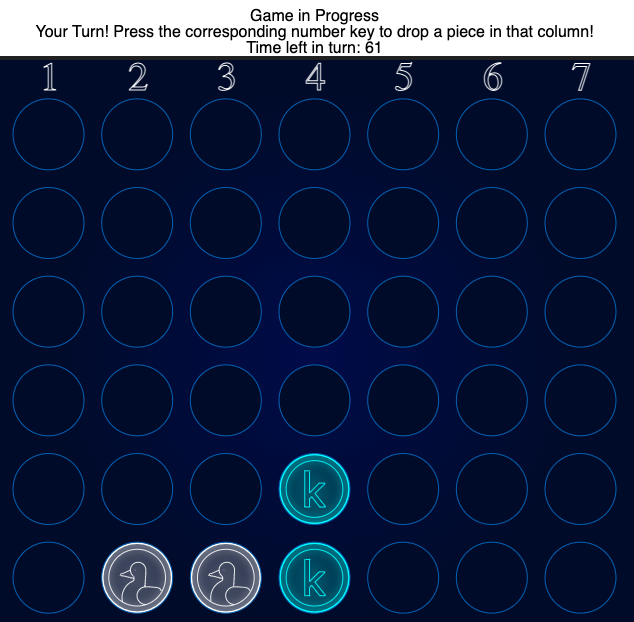 Game in Progress
Your Turn! Press the corresponding number key to drop a piece in that column!
Time left in turn: 61
1 2 3 4 5 6 7
k
k